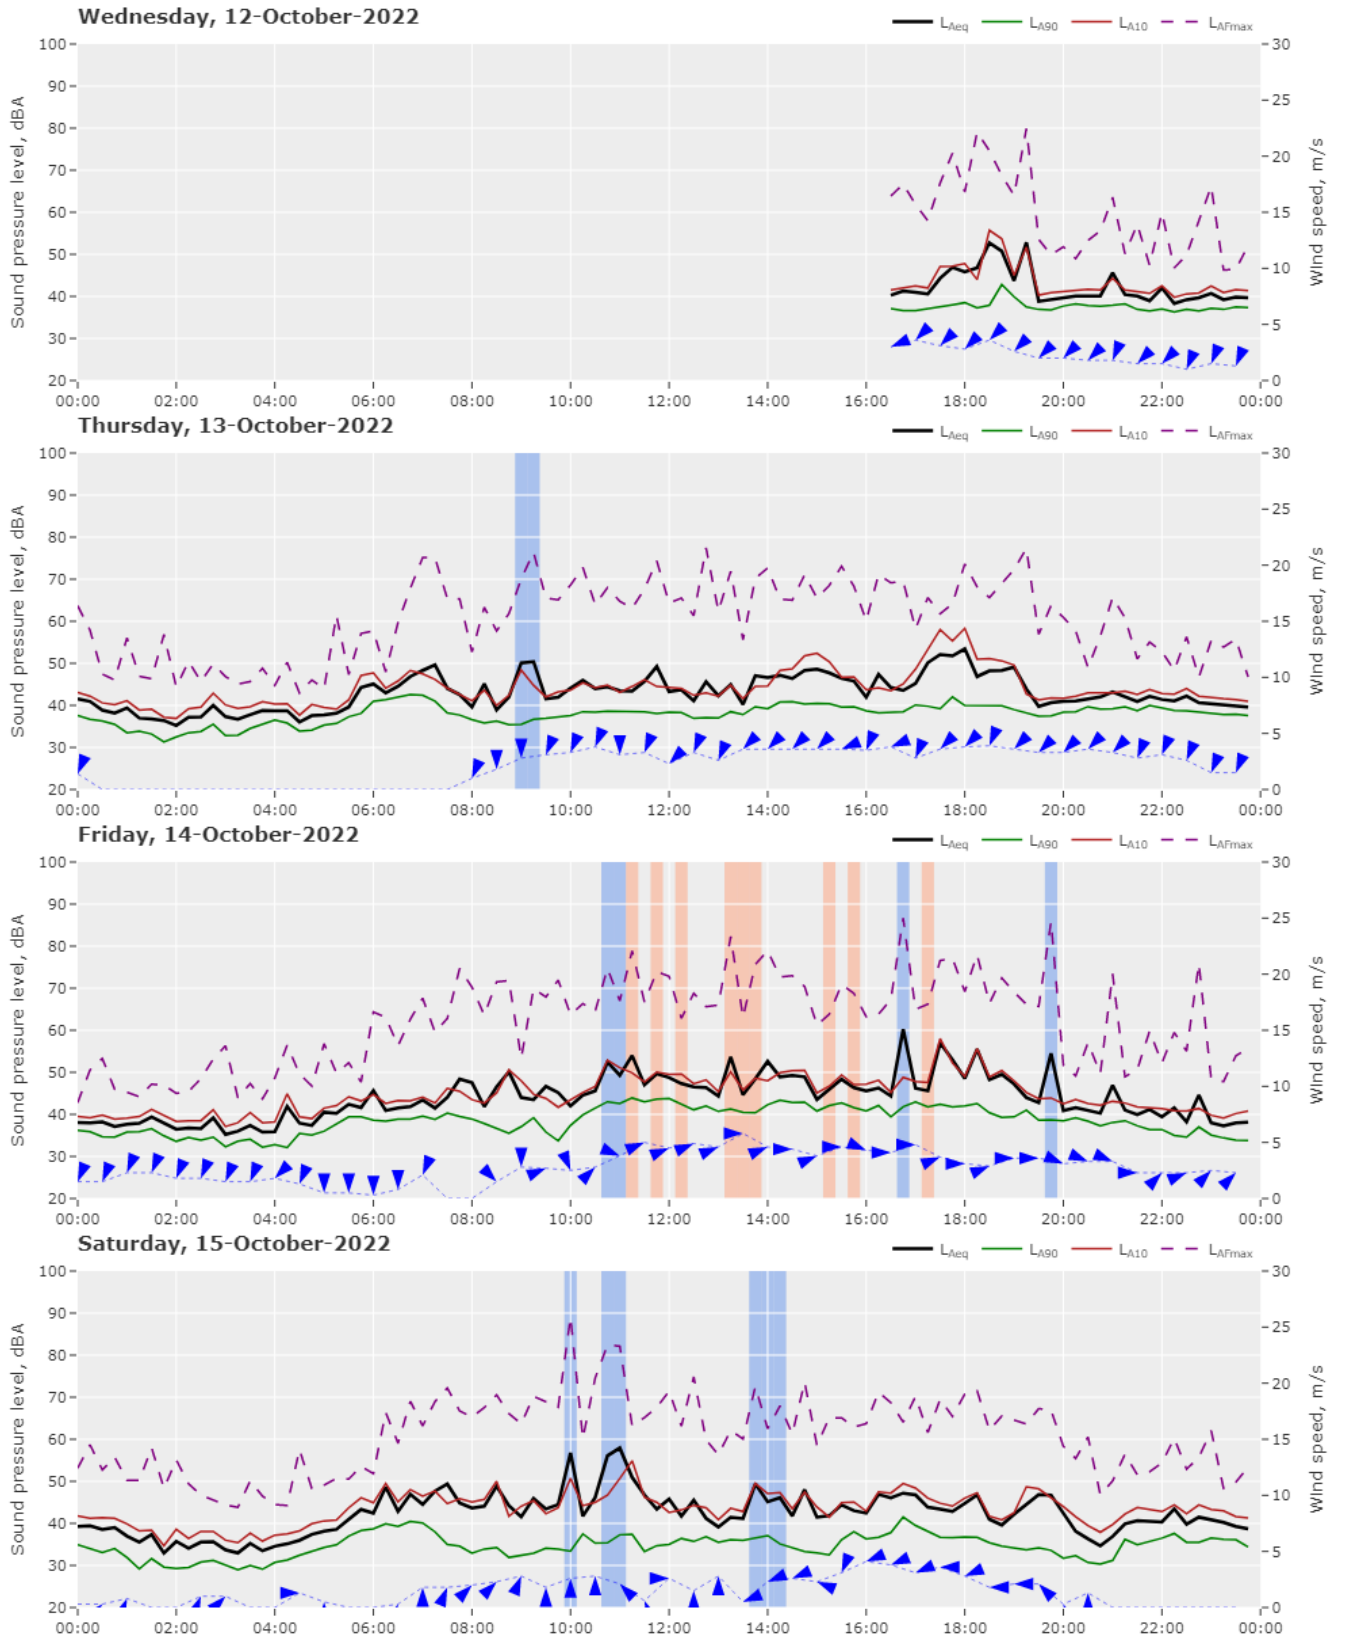 Wednesday, 12-October-2022
LAeq LA90 LA10 LAFmax
100 90 80 70 60 50 40 30 20
Sound pressure level, dBA
30 25 20 15 10 5 0
Wind speed, m/s
00:00 02:00 04:00 06:00 08:00 10:00 12:00 14:00 16:00 18:00 20:00 22:00 00:00
Thursday, 13-October-2022
LAeq LA90 LA10 LAFmax
100 90 80 70 60 50 40 30 20
Sound pressure level, dBA
30 25 20 15 10 5 0
Wind speed, m/s
00:00 02:00 04:00 06:00 08:00 10:00 12:00 14:00 16:00 18:00 20:00 22:00 00:00
Friday, 14-October-2022
LAeq LA90 LA10 LAFmax
100 90 80 70 60 50 40 30 20
Sound pressure level, dBA
30 25 20 15 10 5 0
Wind speed, m/s
00:00 02:00 04:00 06:00 08:00 10:00 12:00 14:00 16:00 18:00 20:00 22:00 00:00
Saturday, 15-October-2022
LAeq LA90 LA10 LAFmax
100 90 80 70 60 50 40 30 20
Sound pressure level, dBA
30 25 20 15 10 5 0
Wind speed, m/s
00:00 02:00 04:00 06:00 08:00 10:00 12:00 14:00 16:00 18:00 20:00 22:00 00:00